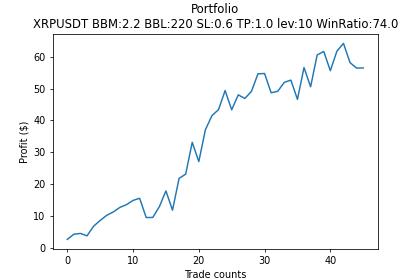 Portfolio
XRPUSDT BBM:2.2 BBL:220 SL:0.6 TP:1.0 lev:10 WinRatio:74.0
60
50
40
30
20
10
0
Profit ($)
0 10 20 30 40
Trade counts